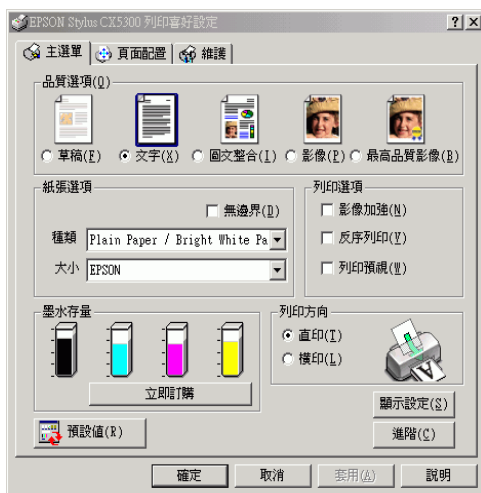 EPSON Stylus CX5300 列印喜好設定
主選單 頁面配置 維護
品質選項(Q)
草稿(F) 文字(X) 圖文整合(I) 影像(P) 最高品質影像(B)
紙張選項
無邊界(D)
種類 Plain Paper / Bright White Pa
大小 EPSON
列印選項
影像加強(N)
反序列印(Y)
列印預視(W)
墨水存量
立即訂購
列印方向
直印(T)
橫印(L)
顯示設定(S)
預設值(R)
進階(C)
確定 取消 套用(A) 說明